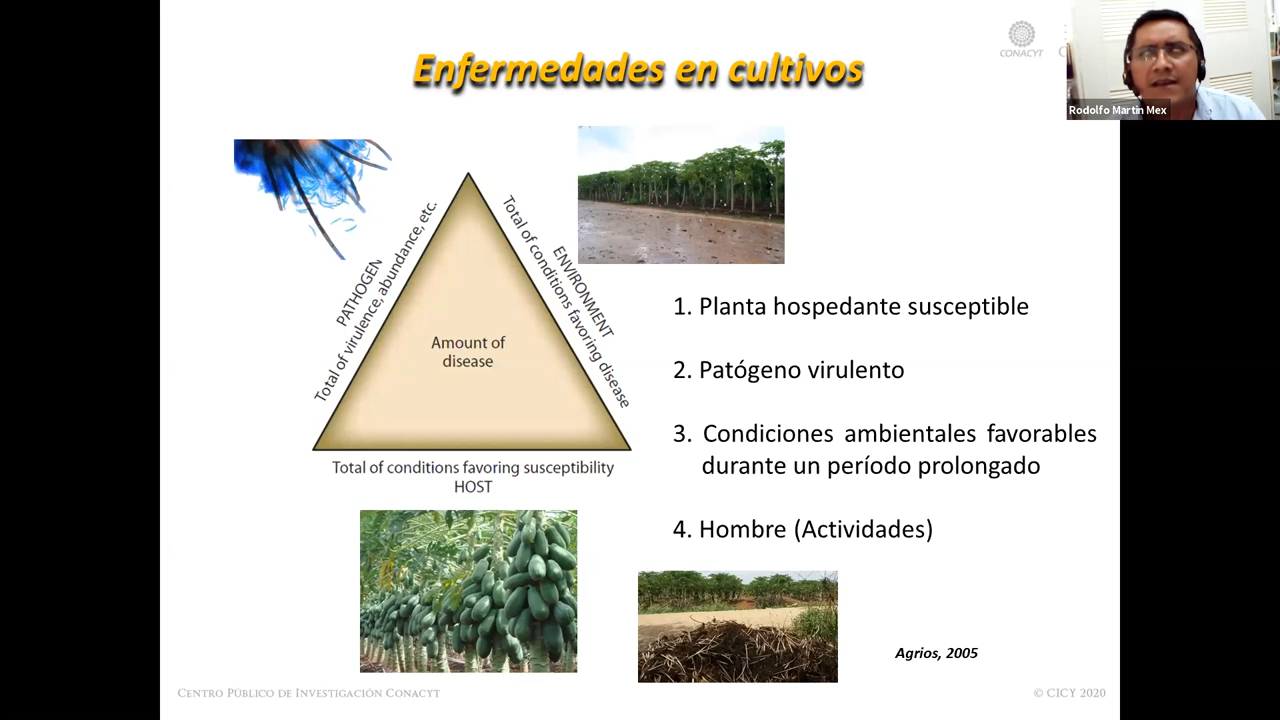 Enfermedades en cultivos
CONACYT
Rodolfo Martin Mex
PATHOGEN
Total of virulence, abundance, etc.
ENVIRONMENT
Total of conditions favoring disease
Amount of
disease
Total of conditions favoring susceptibility
HOST
1. Planta hospedante susceptible
2. Patógeno virulento
3. Condiciones ambientales favorables
durante un período prolongado
4. Hombre (Actividades)
Agrios, 2005
CENTRO PÚBLICO DE INVESTIGACIÓN CONACYT
© CICY 2020